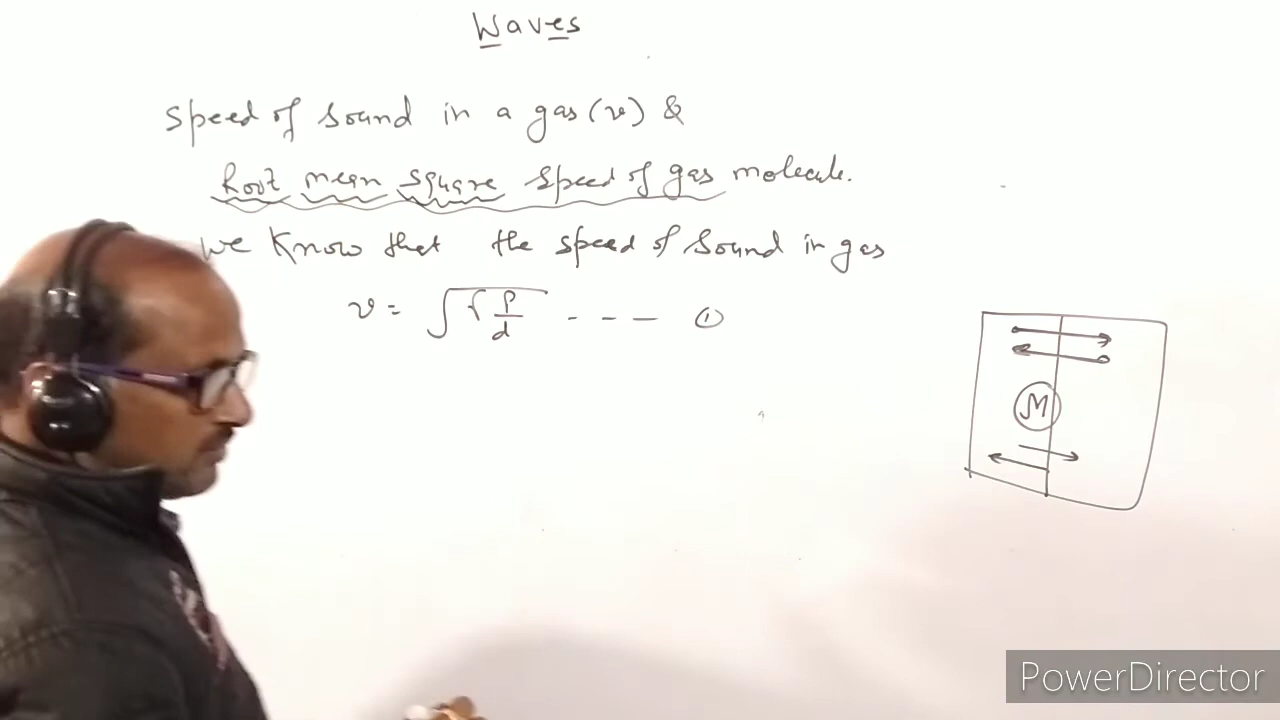 Waves
Speed of sound in a gas (v) &
Root mean square speed of gas molecule.
we know that the speed of sound in gas
v = √γ P/d - - - ①
M
PowerDirector